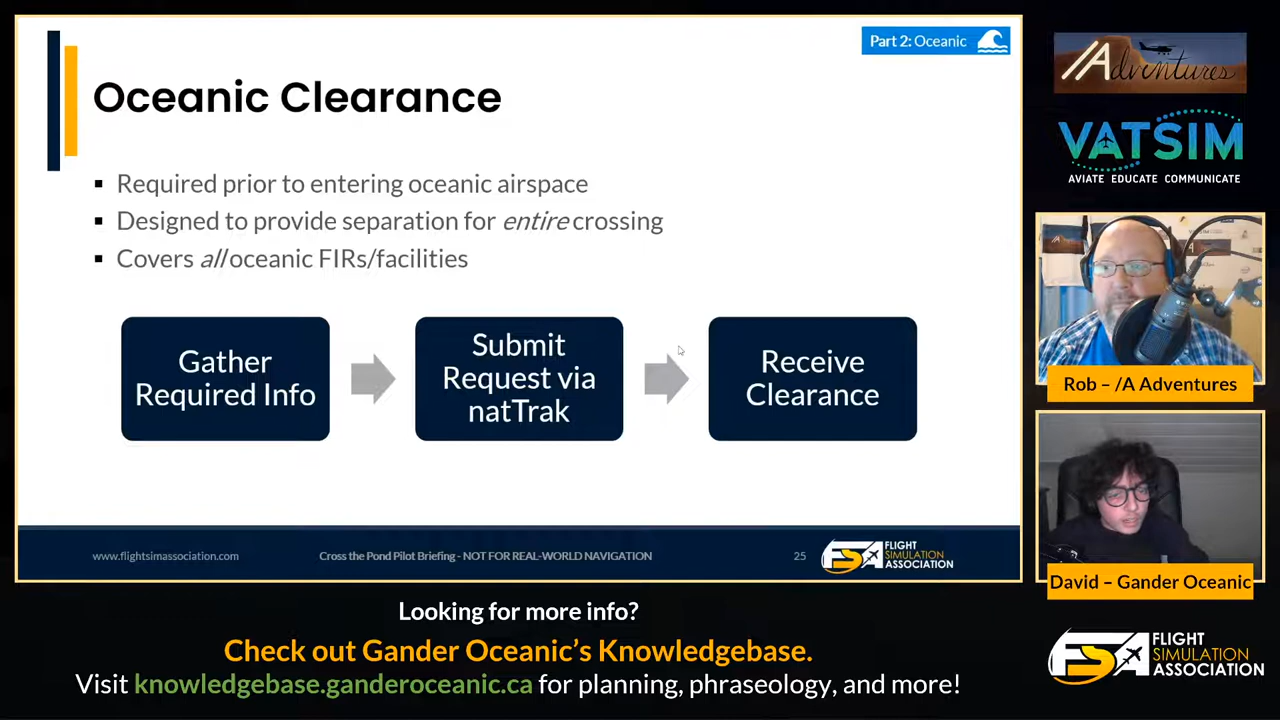 Part 2: Oceanic
Oceanic Clearance
▪ Required prior to entering oceanic airspace
▪ Designed to provide separation for entire crossing
▪ Covers all oceanic FIRs/facilities
Gather
Required Info
Submit
Request via
natTrak
Receive
Clearance
www.flightsimassociation.com
Cross the Pond Pilot Briefing - NOT FOR REAL-WORLD NAVIGATION
25
FSA
FLIGHT
SIMULATION
ASSOCIATION
/Adventures
VATSIM
AVIATE EDUCATE COMMUNICATE
Rob – /A Adventures
David – Gander Oceanic
Looking for more info?
Check out Gander Oceanic's Knowledgebase.
Visit knowledgebase.ganderoceanic.ca for planning, phraseology, and more!
FSA
FLIGHT
SIMULATION
ASSOCIATION